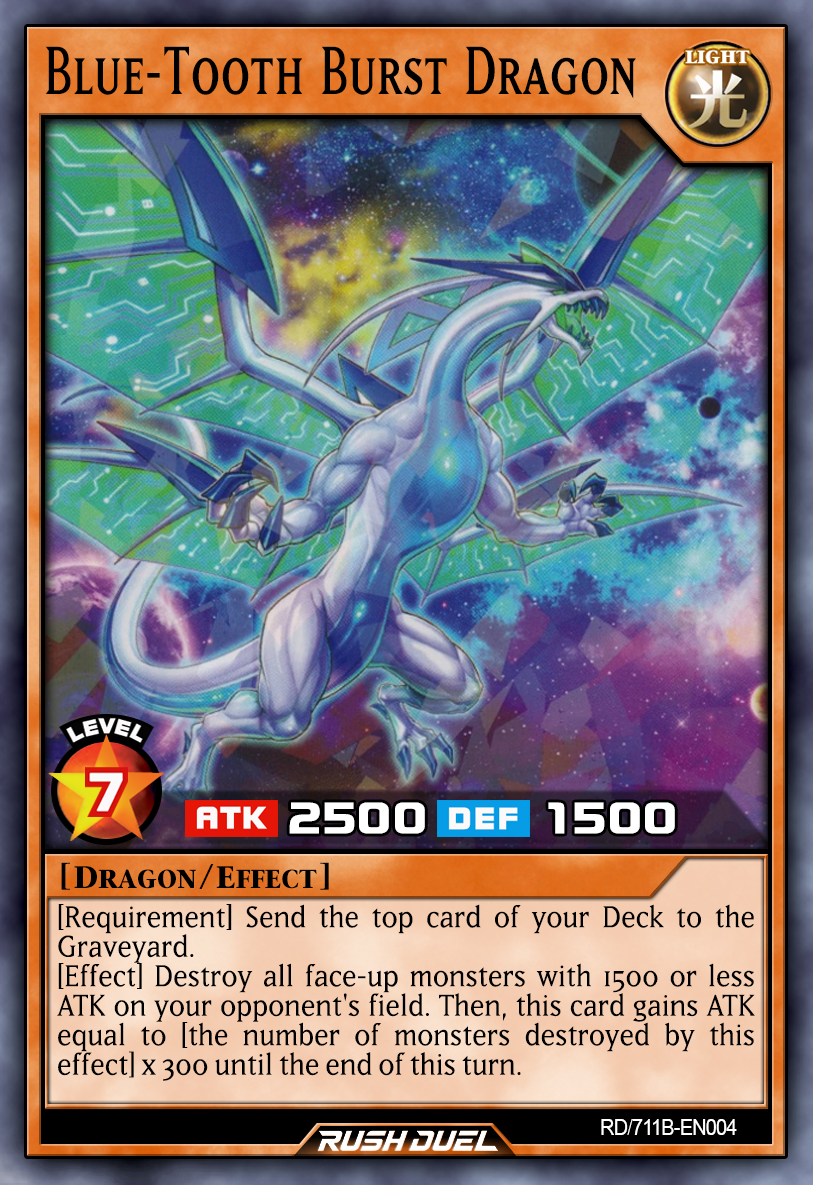 Blue-Tooth Burst Dragon
LIGHT
光
LEVEL
7
ATK 2500 DEF 1500
[Dragon/Effect]
[Requirement] Send the top card of your Deck to the
Graveyard.
[Effect] Destroy all face-up monsters with 1500 or less
ATK on your opponent's field. Then, this card gains ATK
equal to [the number of monsters destroyed by this
effect] x 300 until the end of this turn.
RD/711B-EN004
RUSH DUEL